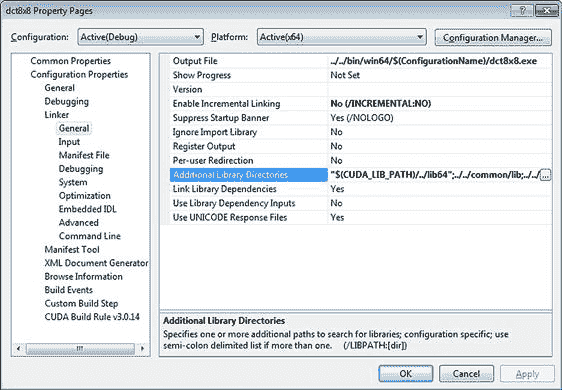 dct8x8 Property Pages
Configuration: Active(Debug) Platform: Active(x64) Configuration Manager...
Common Properties
Configuration Properties
General
Debugging
Linker
General
Input
Manifest File
Debugging
System
Optimization
Embedded IDL
Advanced
Command Line
Manifest Tool
XML Document Generator
Browse Information
Build Events
Custom Build Step
CUDA Build Rule v3.0.14
Output File ../../bin/win64/$(ConfigurationName)/dct8x8.exe
Show Progress Not Set
Version
Enable Incremental Linking No (/INCREMENTAL:NO)
Suppress Startup Banner Yes (/NOLOGO)
Ignore Import Library No
Register Output No
Per-user Redirection No
Additional Library Directories "$(CUDA_LIB_PATH)/../lib64";../../common/lib;../../ ...
Link Library Dependencies Yes
Use Library Dependency Inputs No
Use UNICODE Response Files Yes
Additional Library Directories
Specifies one or more additional paths to search for libraries; configuration specific; use
semi-colon delimited list if more than one. (/LIBPATH:[dir])
OK Cancel Apply